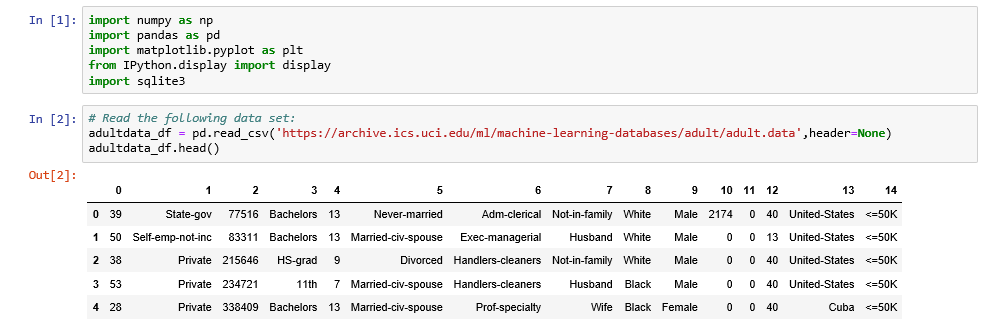 In [1]: import numpy as np
import pandas as pd
import matplotlib.pyplot as plt
from IPython.display import display
import sqlite3
In [2]: # Read the following data set:
adultdata_df = pd.read_csv('https://archive.ics.uci.edu/ml/machine-learning-databases/adult/adult.data',header=None)
adultdata_df.head()
Out[2]:
0 1 2 3 4 5 6 7 8 9 10 11 12 13 14
0 39 State-gov 77516 Bachelors 13 Never-married Adm-clerical Not-in-family White Male 2174 0 40 United-States <=50K
1 50 Self-emp-not-inc 83311 Bachelors 13 Married-civ-spouse Exec-managerial Husband White Male 0 0 13 United-States <=50K
2 38 Private 215646 HS-grad 9 Divorced Handlers-cleaners Not-in-family White Male 0 0 40 United-States <=50K
3 53 Private 234721 11th 7 Married-civ-spouse Handlers-cleaners Husband Black Male 0 0 40 United-States <=50K
4 28 Private 338409 Bachelors 13 Married-civ-spouse Prof-specialty Wife Black Female 0 0 40 Cuba <=50K